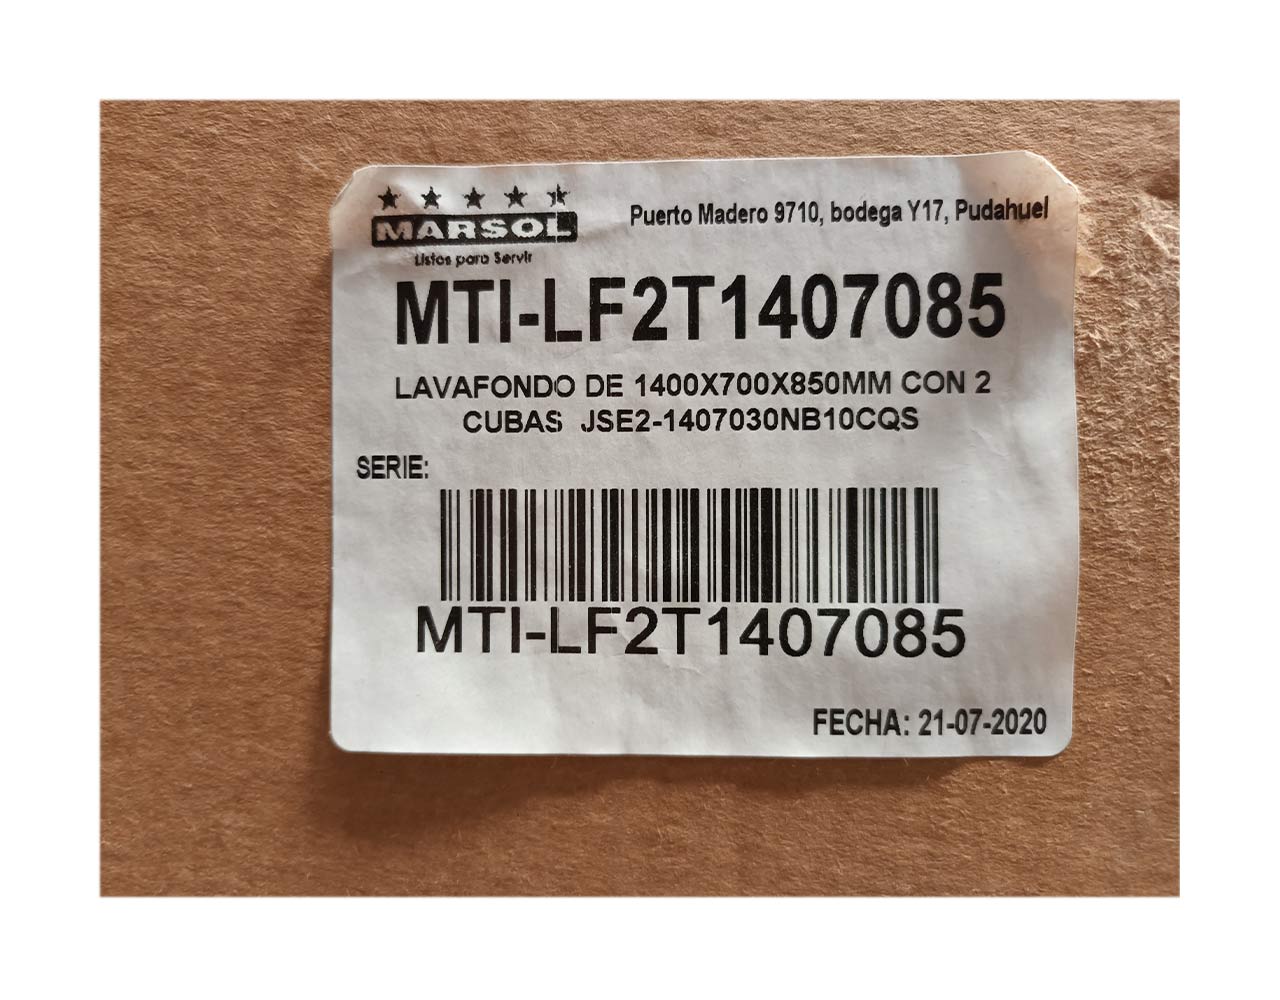 MARSOL
Listos para Servir
Puerto Madero 9710, bodega Y17, Pudahuel
MTI-LF2T1407085
LAVAFONDO DE 1400X700X850MM CON 2
CUBAS JSE2-1407030NB10CQS
SERIE:
MTI-LF2T1407085
FECHA: 21-07-2020